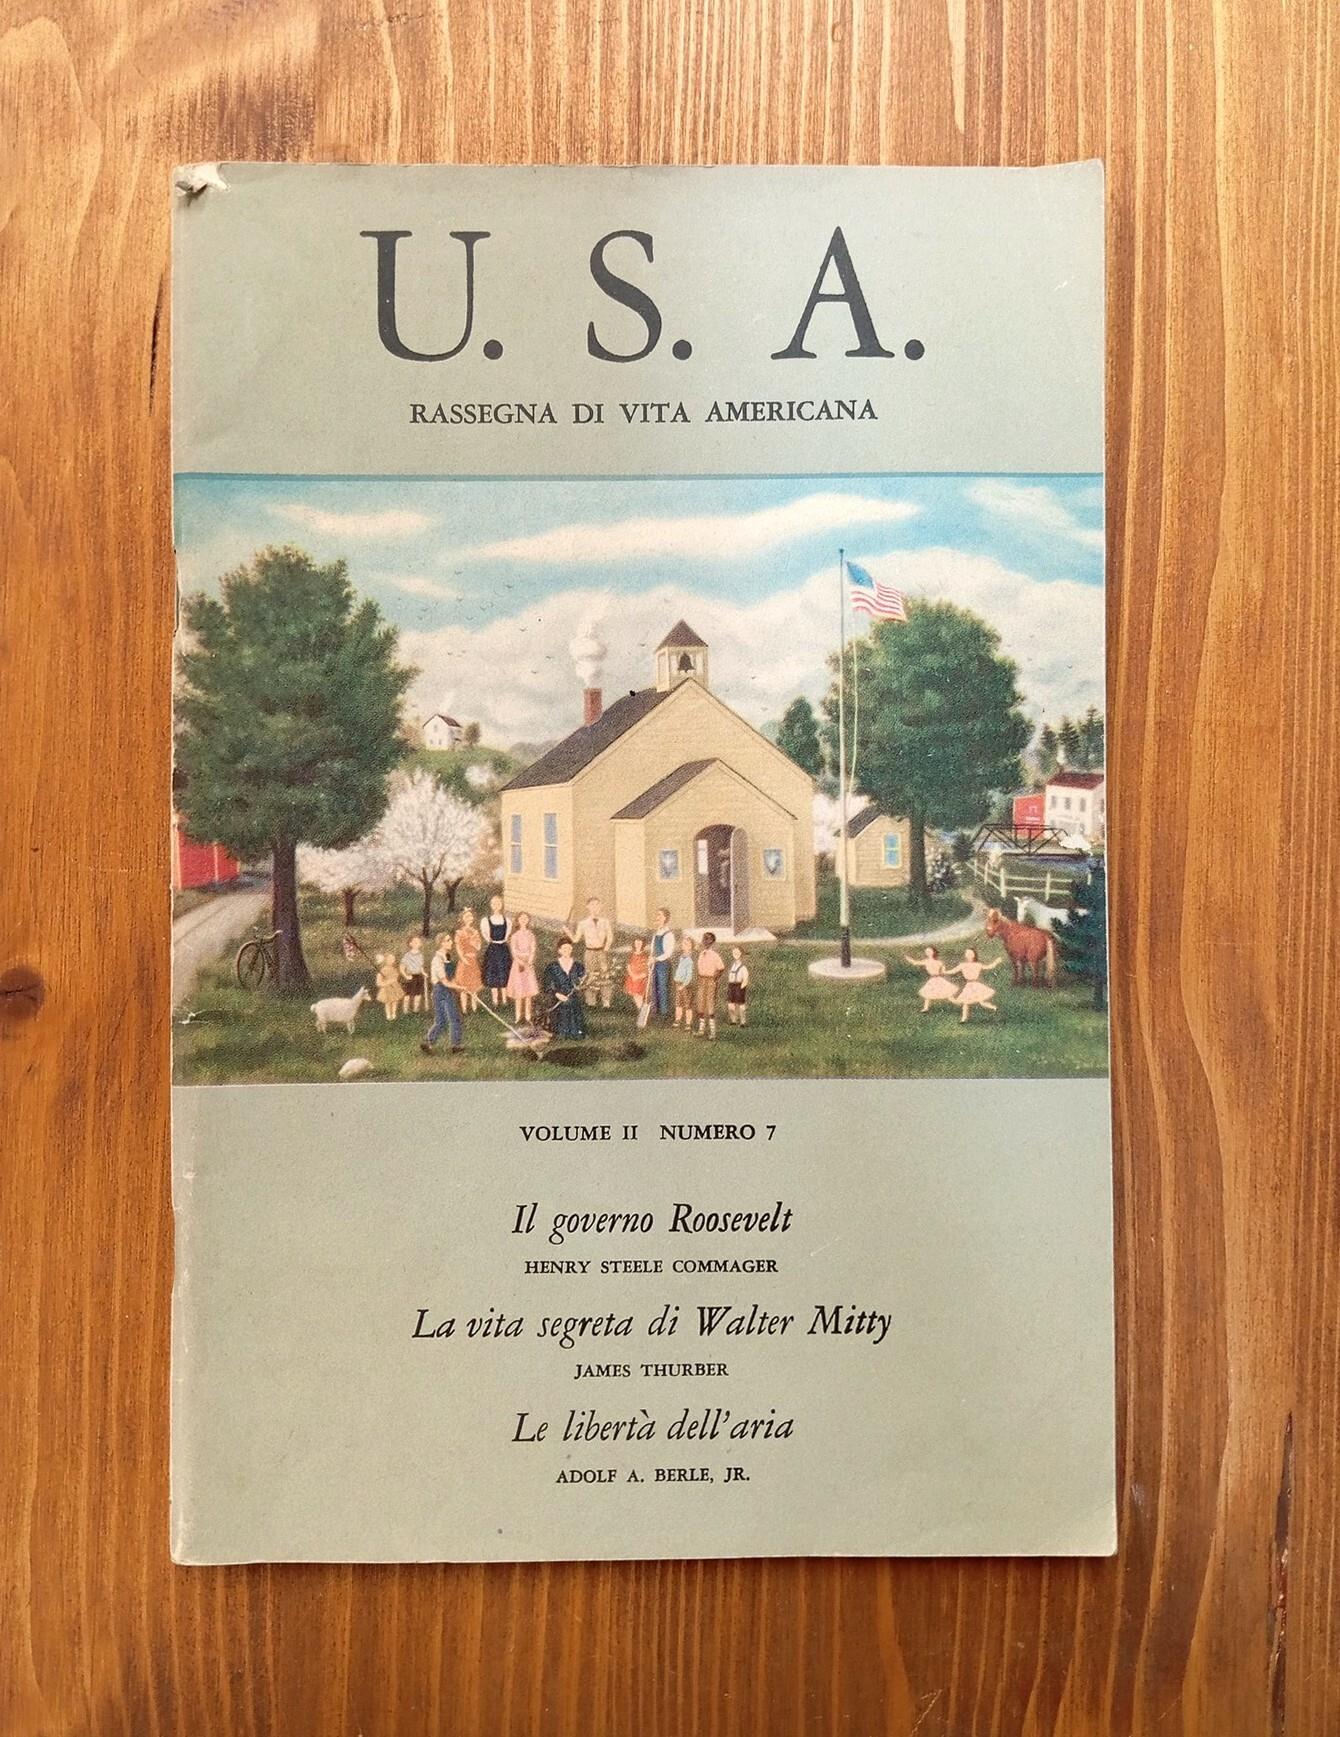 U. S. A.
RASSEGNA DI VITA AMERICANA
VOLUME II NUMERO 7
Il governo Roosevelt
HENRY STEELE COMMAGER
La vita segreta di Walter Mitty
JAMES THURBER
Le libertà dell'aria
ADOLF A. BERLE, JR.